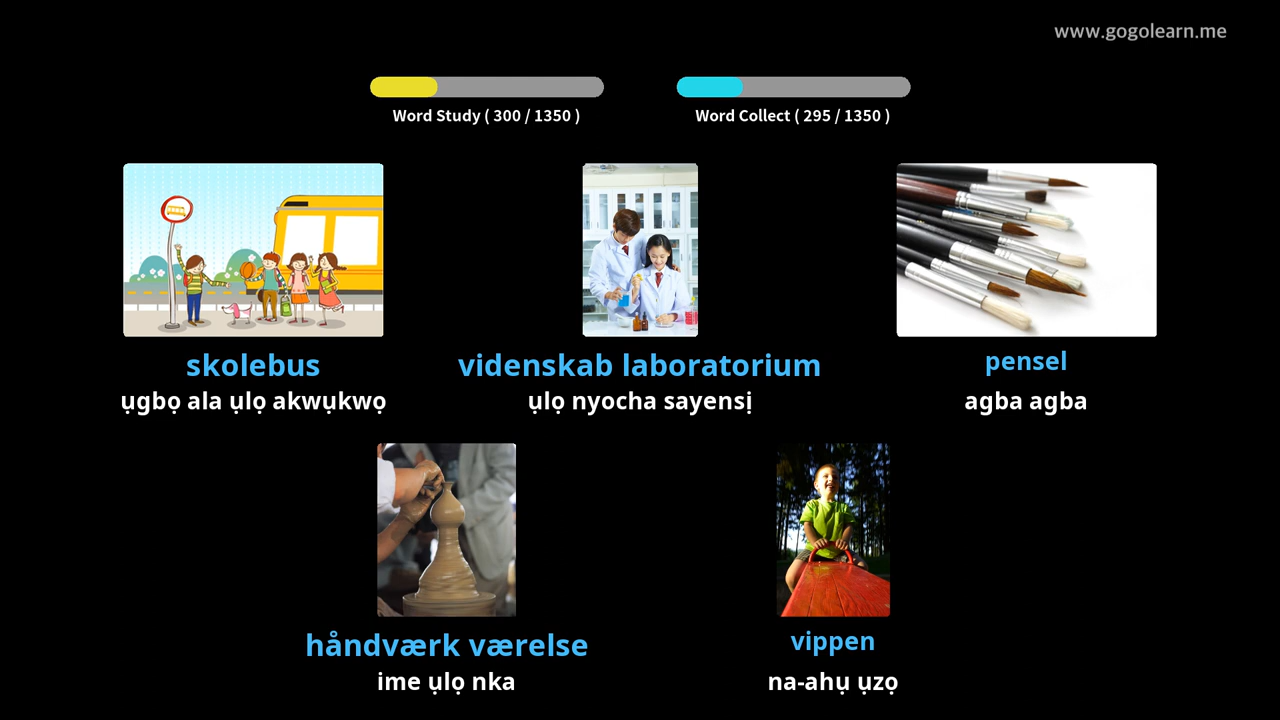 www.gogolearn.me
Word Study ( 300 / 1350 )
Word Collect ( 295 / 1350 )
skolebus
videnskab laboratorium
pensel
ụgbọ ala ụlọ akwụkwọ
ụlọ nyocha sayensị
agba agba
håndværk værelse
vippen
ime ụlọ nka
na-ahụ ụzọ